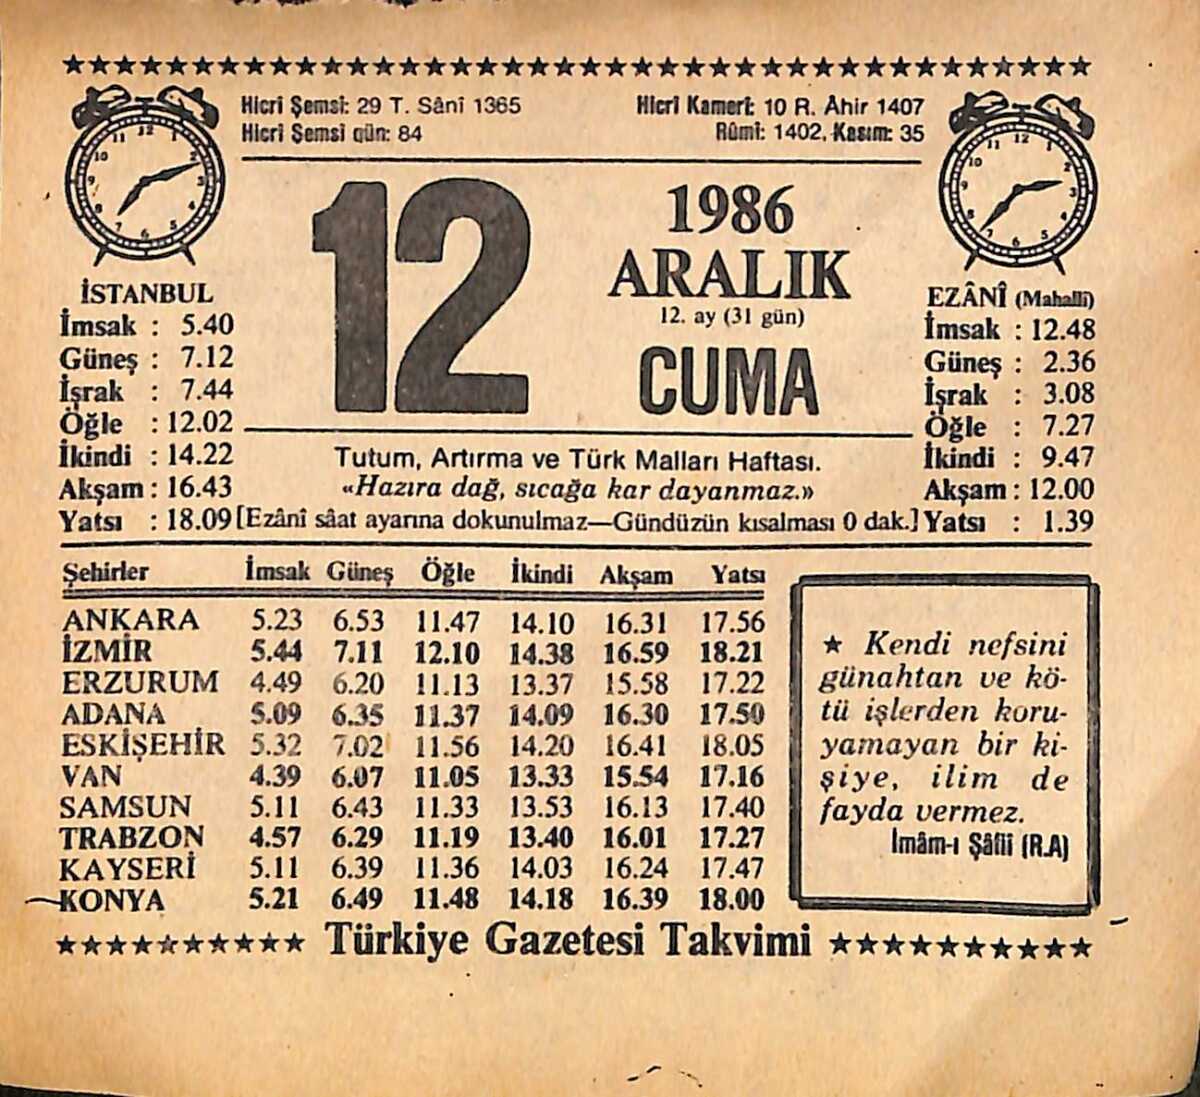 Hicrî Şemsî: 29 T. Sânî 1365
Hicrî Şemsî gün: 84
Hicrî Kamerî: 10 R. Âhir 1407
Rûmî: 1402, Kasım: 35
12
1986
ARALIK
12. ay (31 gün)
CUMA
İSTANBUL
İmsak : 5.40
Güneş : 7.12
İşrak : 7.44
Öğle : 12.02
İkindi : 14.22
Akşam : 16.43
Yatsı : 18.09
EZÂNÎ (Mahallî)
İmsak : 12.48
Güneş : 2.36
İşrak : 3.08
Öğle : 7.27
İkindi : 9.47
Akşam : 12.00
Yatsı : 1.39
Tutum, Artırma ve Türk Malları Haftası.
«Hazıra dağ, sıcağa kar dayanmaz.»
[Ezânî sâat ayarına dokunulmaz—Gündüzün kısalması 0 dak.]
Şehirler İmsak Güneş Öğle İkindi Akşam Yatsı
ANKARA 5.23 6.53 11.47 14.10 16.31 17.56
İZMİR 5.44 7.11 12.10 14.38 16.59 18.21
ERZURUM 4.49 6.20 11.13 13.37 15.58 17.22
ADANA 5.09 6.35 11.37 14.09 16.30 17.50
ESKİŞEHİR 5.32 7.02 11.56 14.20 16.41 18.05
VAN 4.39 6.07 11.05 13.33 15.54 17.16
SAMSUN 5.11 6.43 11.33 13.53 16.13 17.40
TRABZON 4.57 6.29 11.19 13.40 16.01 17.27
KAYSERİ 5.11 6.39 11.36 14.03 16.24 17.47
KONYA 5.21 6.49 11.48 14.18 16.39 18.00
★ Kendi nefsini
günahtan ve kö-
tü işlerden koru-
yamayan bir ki-
şiye, ilim de
fayda vermez.
İmâm-ı Şâfiî (R.A)
Türkiye Gazetesi Takvimi